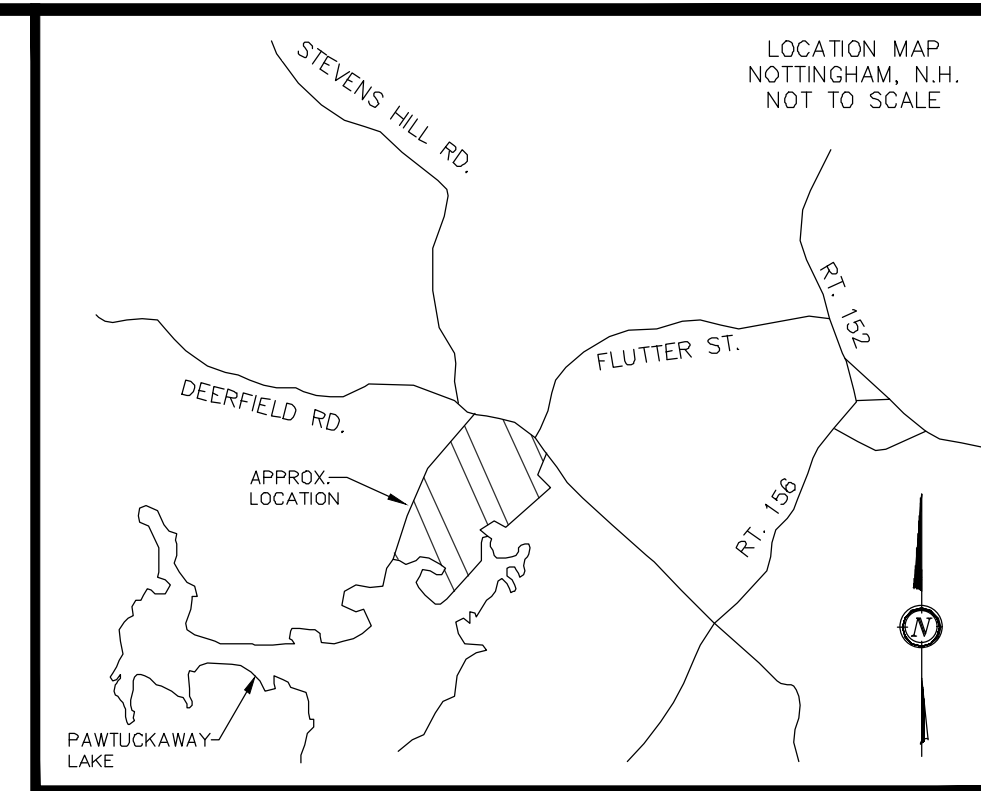 LOCATION MAP
NOTTINGHAM, N.H.
NOT TO SCALE
STEVENS HILL RD.
RT. 152
FLUTTER ST.
DEERFIELD RD.
APPROX.
LOCATION
RT. 156
N
PAWTUCKAWAY
LAKE